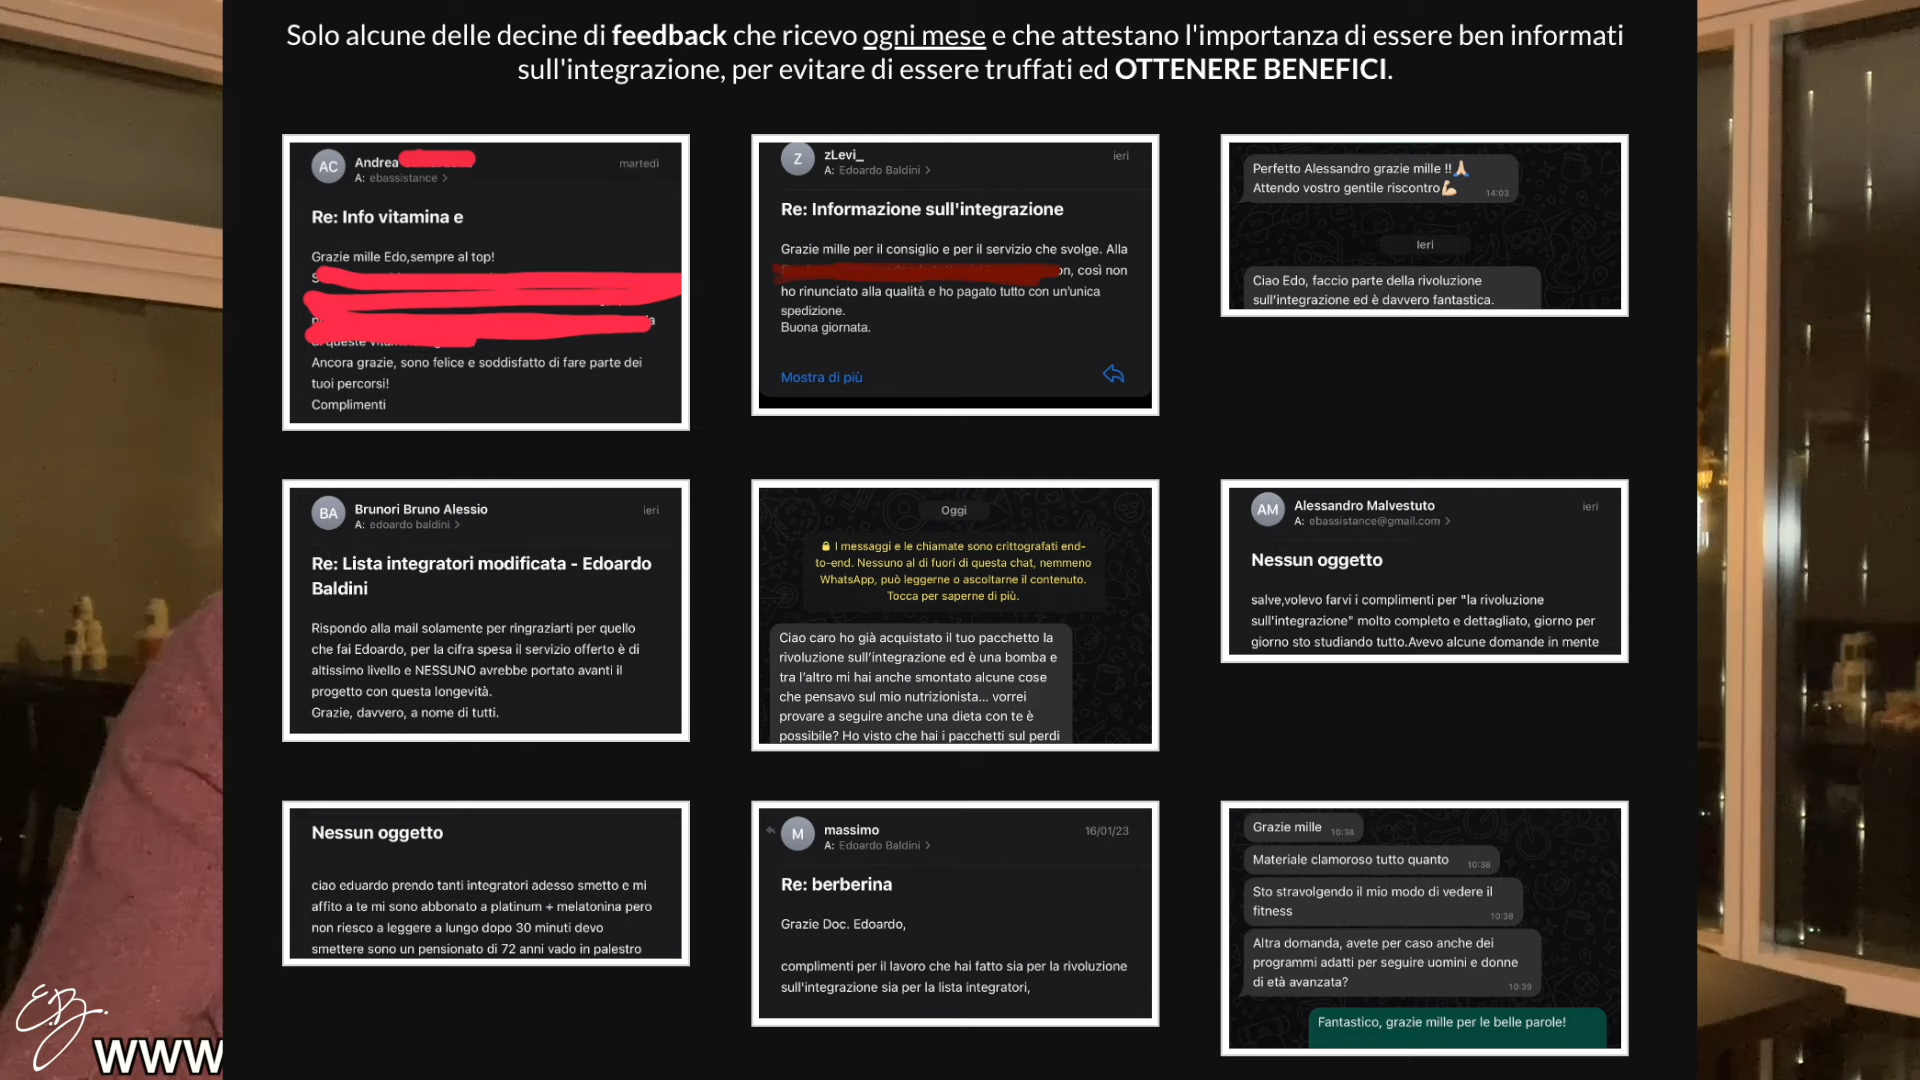 Solo alcune delle decine di feedback che ricevo ogni mese e che attestano l'importanza di essere ben informati
sull'integrazione, per evitare di essere truffati ed OTTENERE BENEFICI.
AC
Andrea
martedì
A: ebassistance >
Re: Info vitamina e
Grazie mille Edo,sempre al top!
Ancora grazie, sono felice e soddisfatto di fare parte dei
tuoi percorsi!
Complimenti
Z
zLevi_
ieri
A: Edoardo Baldini >
Re: Informazione sull'integrazione
Grazie mille per il consiglio e per il servizio che svolge. Alla
così non
ho rinunciato alla qualità e ho pagato tutto con un'unica
spedizione.
Buona giornata.
Mostra di più
Perfetto Alessandro grazie mille !!🙏🏻
Attendo vostro gentile riscontro💪🏻
14:03
Ieri
Ciao Edo, faccio parte della rivoluzione
sull'integrazione ed è davvero fantastica.
BA
Brunori Bruno Alessio
ieri
A: edoardo baldini >
Re: Lista integratori modificata - Edoardo
Baldini
Rispondo alla mail solamente per ringraziarti per quello
che fai Edoardo, per la cifra spesa il servizio offerto è di
altissimo livello e NESSUNO avrebbe portato avanti il
progetto con questa longevità.
Grazie, davvero, a nome di tutti.
Oggi
🔒 I messaggi e le chiamate sono crittografati end-
to-end. Nessuno al di fuori di questa chat, nemmeno
WhatsApp, può leggerne o ascoltarne il contenuto.
Tocca per saperne di più.
Ciao caro ho già acquistato il tuo pacchetto la
rivoluzione sull'integrazione ed è una bomba e
tra l'altro mi hai anche smontato alcune cose
che pensavo sul mio nutrizionista... vorrei
provare a seguire anche una dieta con te è
possibile? Ho visto che hai i pacchetti sul perdi
AM
Alessandro Malvestuto
ieri
A: ebassistance@gmail.com >
Nessun oggetto
salve,volevo farvi i complimenti per "la rivoluzione
sull'integrazione" molto completo e dettagliato, giorno per
giorno sto studiando tutto.Avevo alcune domande in mente
Nessun oggetto
ciao eduardo prendo tanti integratori adesso smetto e mi
affito a te mi sono abbonato a platinum + melatonina pero
non riesco a leggere a lungo dopo 30 minuti devo
smettere sono un pensionato di 72 anni vado in palestro
M
massimo
16/01/23
A: Edoardo Baldini >
Re: berberina
Grazie Doc. Edoardo,
complimenti per il lavoro che hai fatto sia per la rivoluzione
sull'integrazione sia per la lista integratori,
Grazie mille
10:38
Materiale clamoroso tutto quanto
10:38
Sto stravolgendo il mio modo di vedere il
fitness
10:38
Altra domanda, avete per caso anche dei
programmi adatti per seguire uomini e donne
di età avanzata?
10:39
Fantastico, grazie mille per le belle parole!
E.B.
WWW